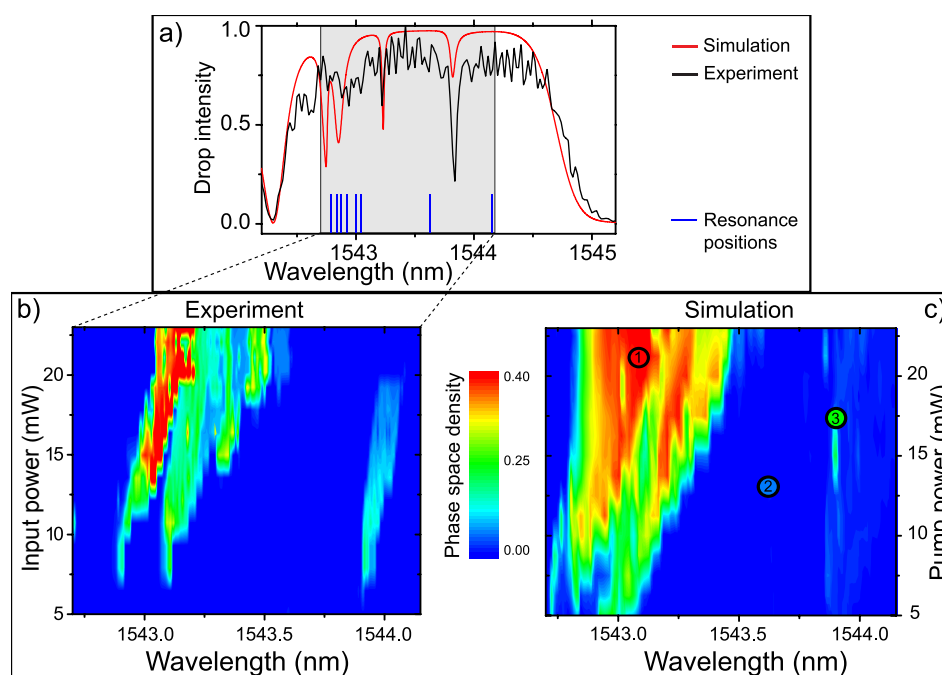 a)
1.0
0.5
0.0
Drop intensity
1543
1544
1545
Wavelength (nm)
Simulation
Experiment
Resonance
positions
b)
Experiment
20
15
10
5
Input power (mW)
1543.0
1543.5
1544.0
Wavelength (nm)
Phase space density
0.40
0.25
0.00
Simulation
c)
1
2
3
20
15
10
5
Pump power (mW)
1543.0
1543.5
1544.0
Wavelength (nm)